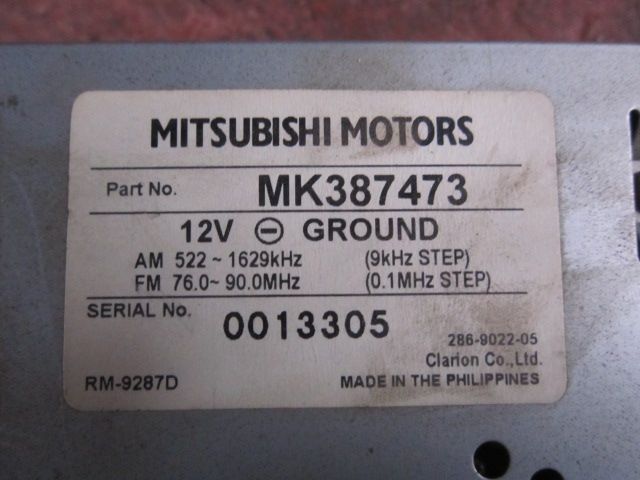 MITSUBISHI MOTORS
Part No. MK387473
12V ⊖ GROUND
AM 522 ~ 1629kHz (9kHz STEP)
FM 76.0~ 90.0MHz (0.1MHz STEP)
SERIAL No. 0013305
286-9022-05
Clarion Co.,Ltd.
RM-9287D MADE IN THE PHILIPPINES